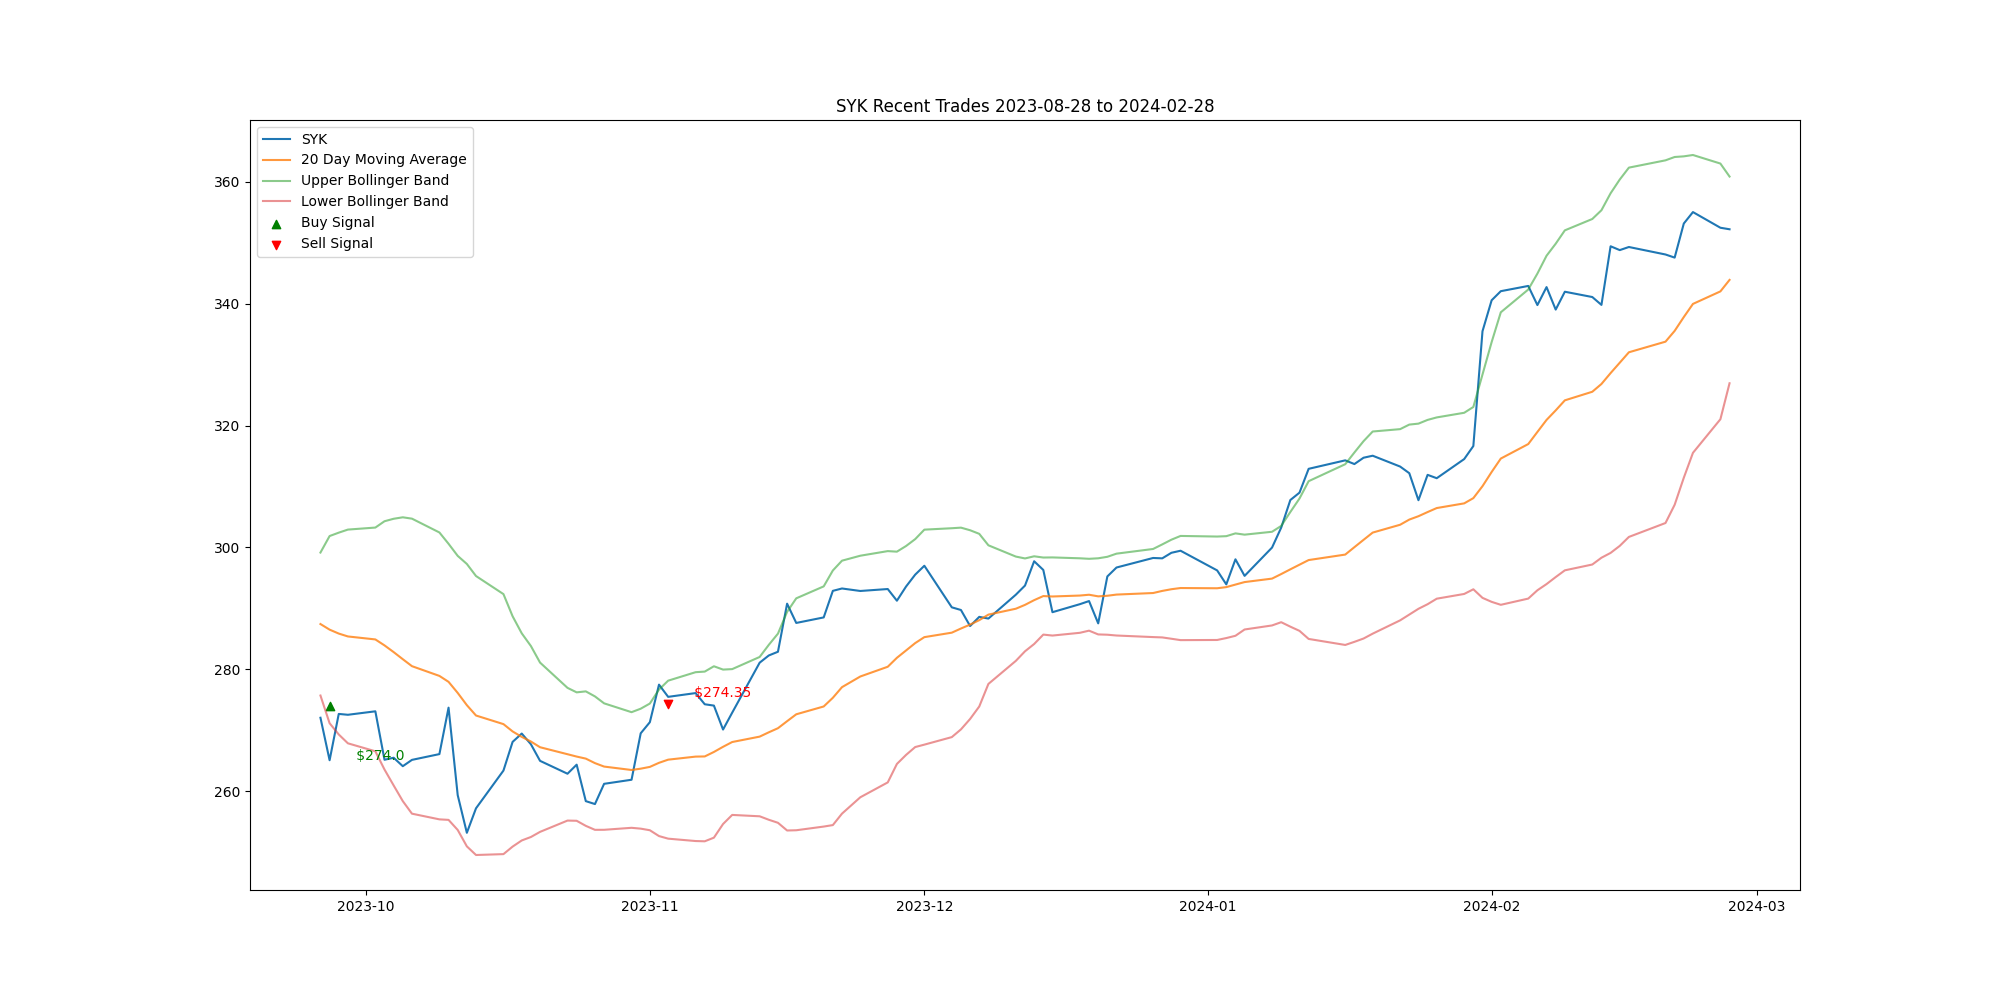 SYK Recent Trades 2023-08-28 to 2024-02-28
SYK
20 Day Moving Average
Upper Bollinger Band
Lower Bollinger Band
Buy Signal
Sell Signal
360
340
320
300
280
260
$274.35
$274.0
2023-10
2023-11
2023-12
2024-01
2024-02
2024-03